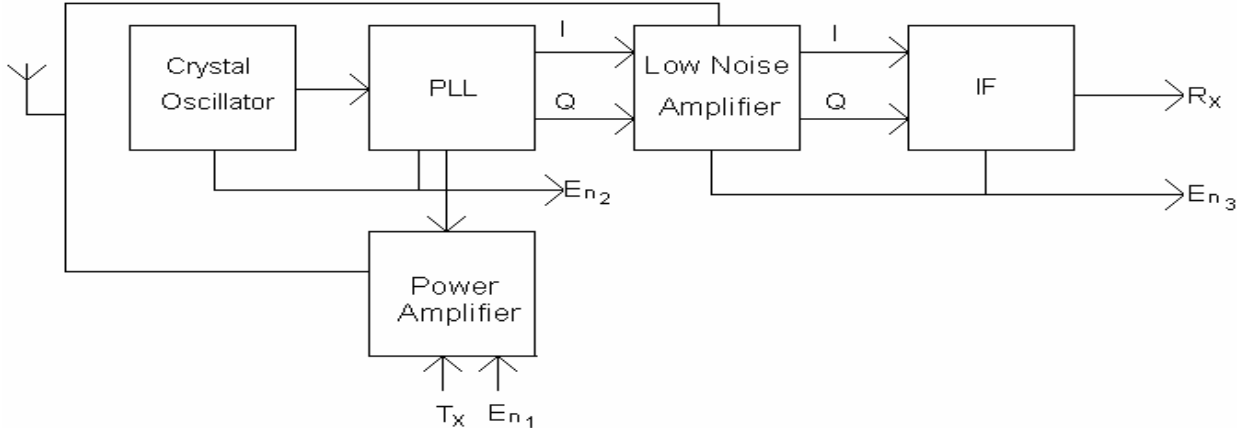 Crystal
Oscillator
PLL
I
Q
Low Noise
Amplifier
I
Q
IF
Rx
En2
En3
Power
Amplifier
Tx
En1